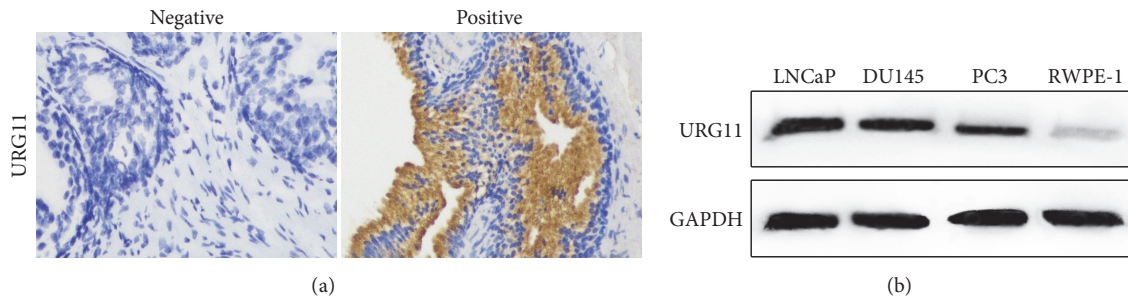 Negative
Positive
URG11
(a)
LNCaP DU145 PC3 RWPE-1
URG11
GAPDH
(b)